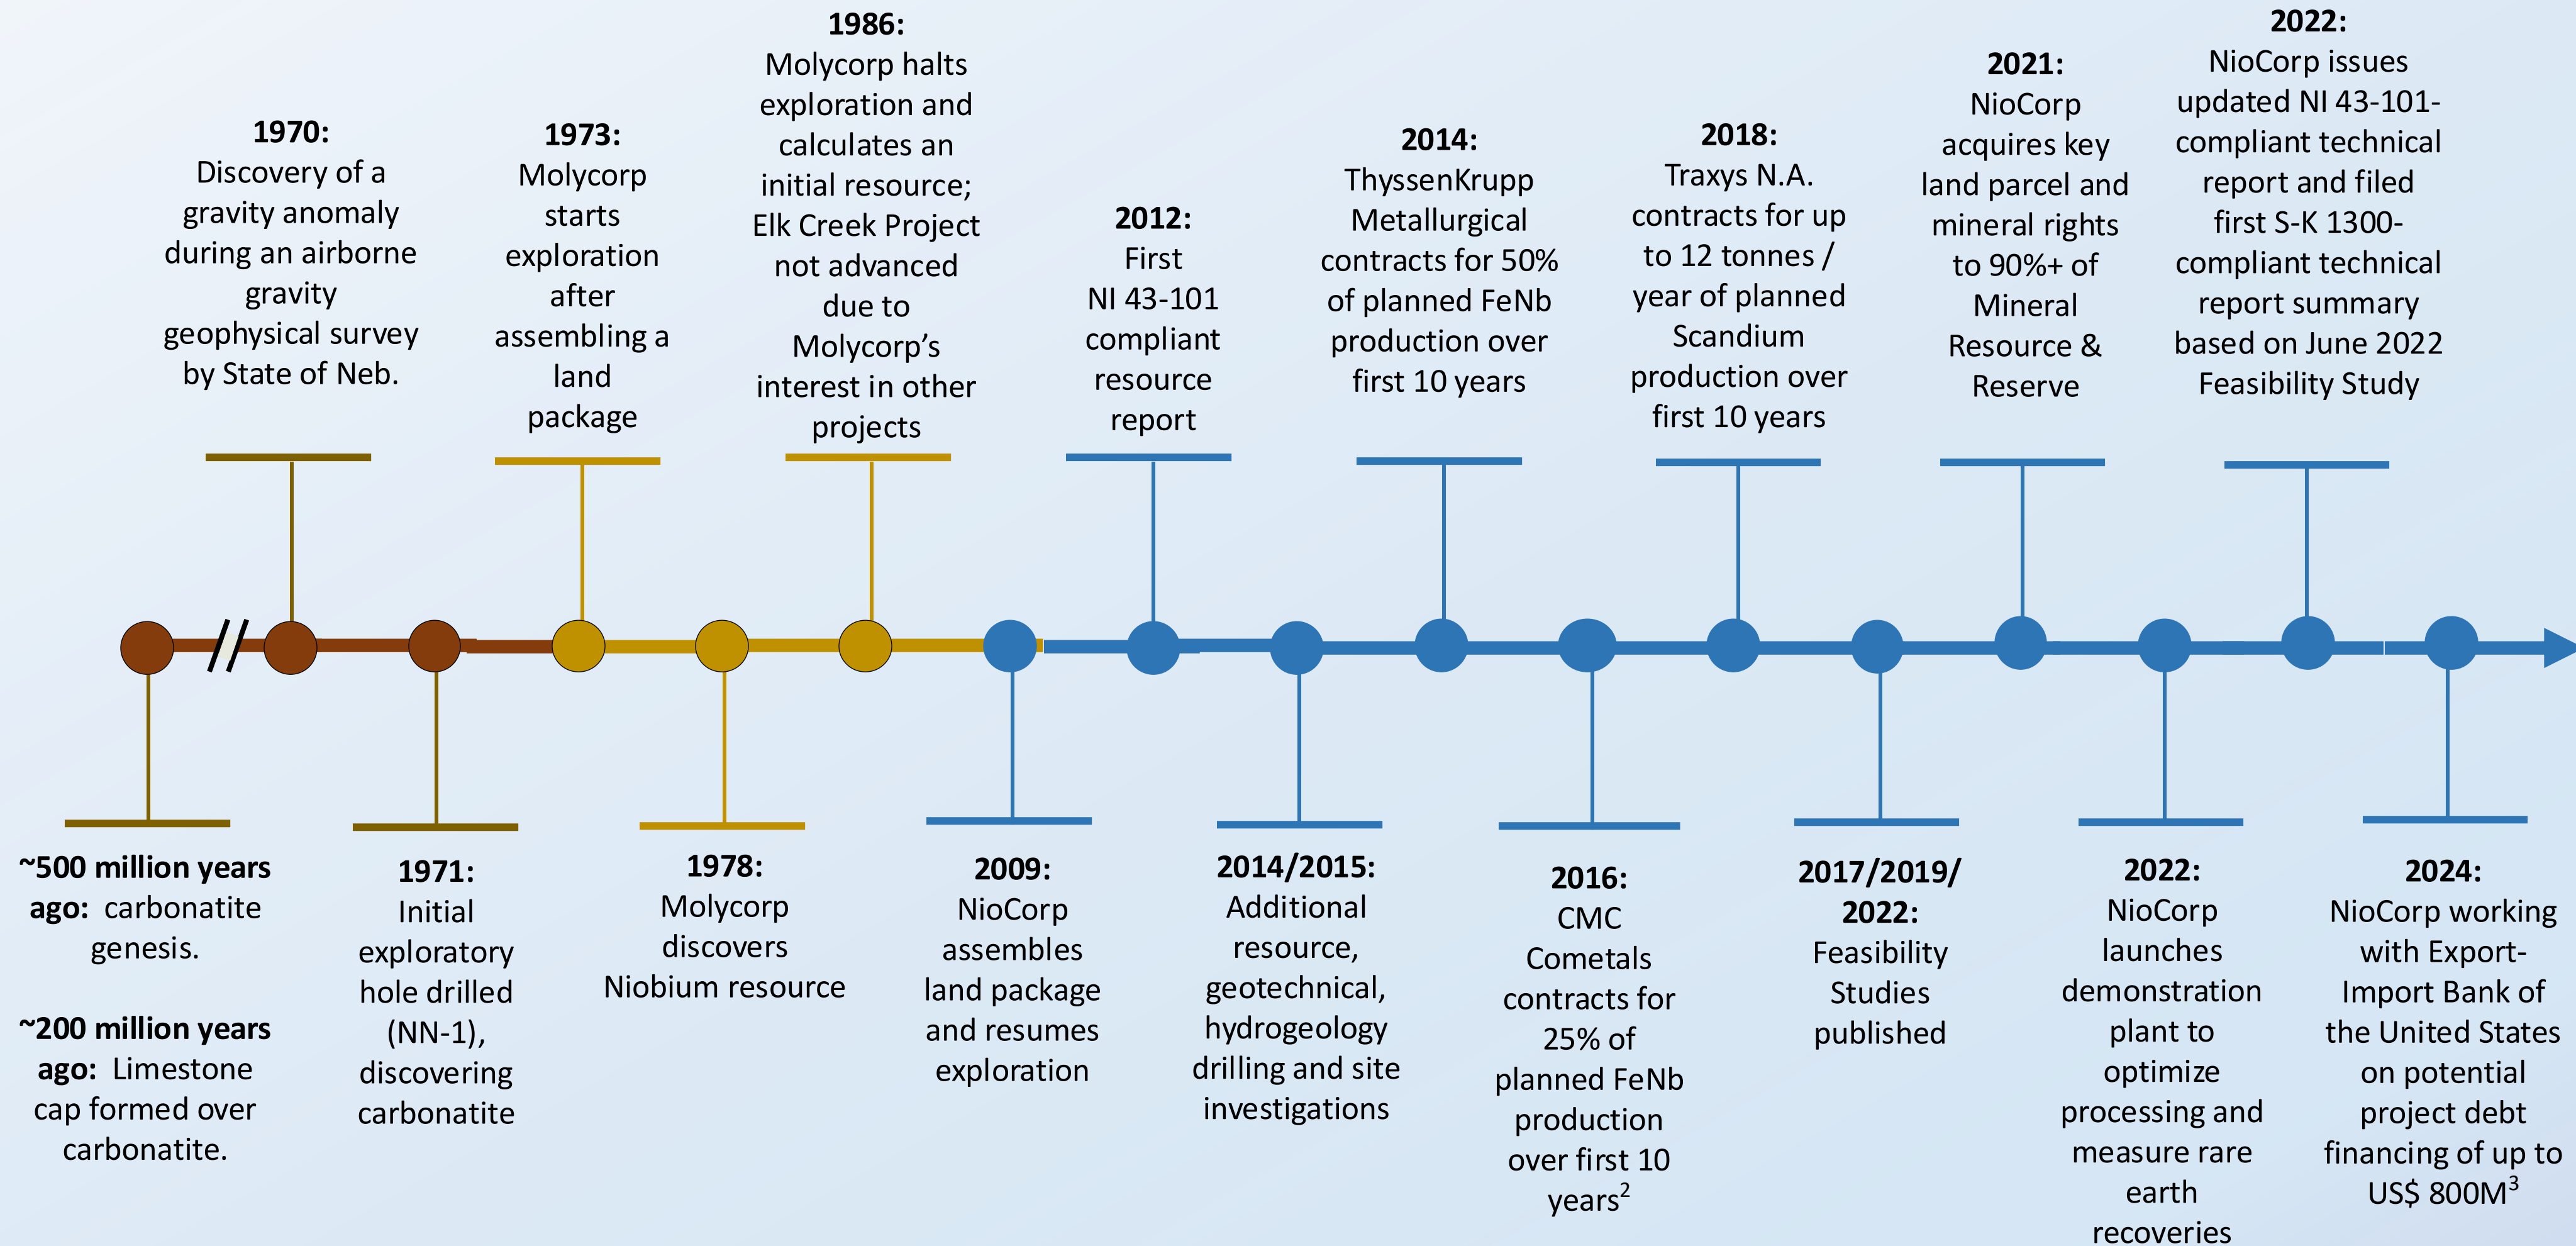 ~500 million years
ago:  carbonatite
genesis.
~200 million years
ago:  Limestone
cap formed over
carbonatite.
1970:
Discovery of a
gravity anomaly
during an airborne
gravity
geophysical survey
by State of Neb.
1971:
Initial
exploratory
hole drilled
(NN-1),
discovering
carbonatite
1973:
Molycorp
starts
exploration
after
assembling a
land
package
1978:
Molycorp
discovers
Niobium resource
1986:
Molycorp halts
exploration and
calculates an
initial resource;
Elk Creek Project
not advanced
due to
Molycorp’s
interest in other
projects
2009:
NioCorp
assembles
land package
and resumes
exploration
2012:
First
NI 43-101
compliant
resource
report
2014/2015:
Additional
resource,
geotechnical,
hydrogeology
drilling and site
investigations
2014:
ThyssenKrupp
Metallurgical
contracts for 50%
of planned FeNb
production over
first 10 years
2016:
CMC
Cometals
contracts for
25% of
planned FeNb
production
over first 10
years²
2018:
Traxys N.A.
contracts for up
to 12 tonnes /
year of planned
Scandium
production over
first 10 years
2017/2019/
2022:
Feasibility
Studies
published
2021:
NioCorp
acquires key
land parcel and
mineral rights
to 90%+ of
Mineral
Resource &
Reserve
2022:
NioCorp
launches
demonstration
plant to
optimize
processing and
measure rare
earth
recoveries
2022:
NioCorp issues
updated NI 43-101-
compliant technical
report and filed
first S-K 1300-
compliant technical
report summary
based on June 2022
Feasibility Study
2024:
NioCorp working
with Export-
Import Bank of
the United States
on potential
project debt
financing of up to
US$ 800M³